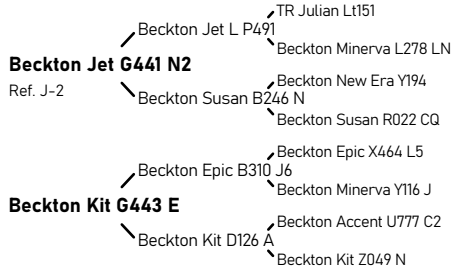 TR Julian Lt151
Beckton Jet L P491
Beckton Minerva L278 LN
Beckton Jet G441 N2
Ref. J-2
Beckton New Era Y194
Beckton Susan B246 N
Beckton Susan R022 CQ
Beckton Epic X464 L5
Beckton Epic B310 J6
Beckton Minerva Y116 J
Beckton Kit G443 E
Beckton Accent U777 C2
Beckton Kit D126 A
Beckton Kit Z049 N